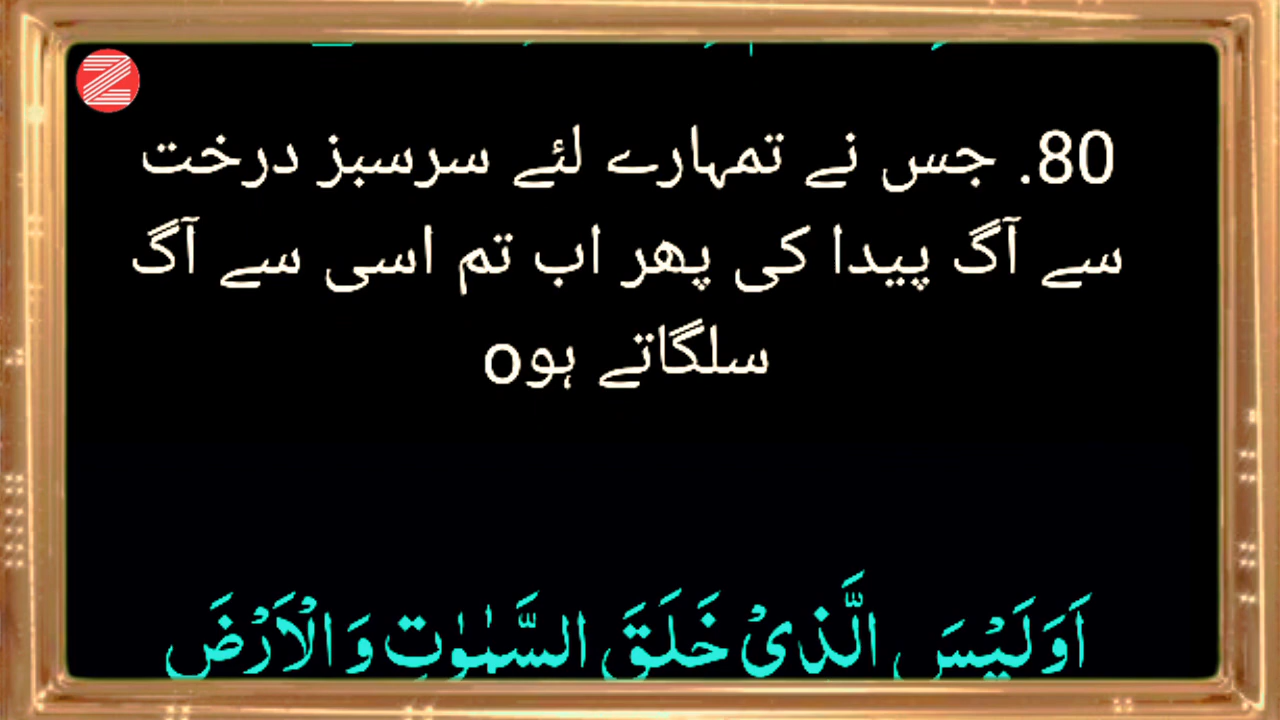 80. جس نے تمہارے لئے سرسبز درخت
سے آگ پیدا کی پھر اب تم اسی سے آگ
سلگاتے ہوo
اَوَلَيْسَ الَّذِیْ خَلَقَ السَّمٰوٰتِ وَ الْاَرْضَ